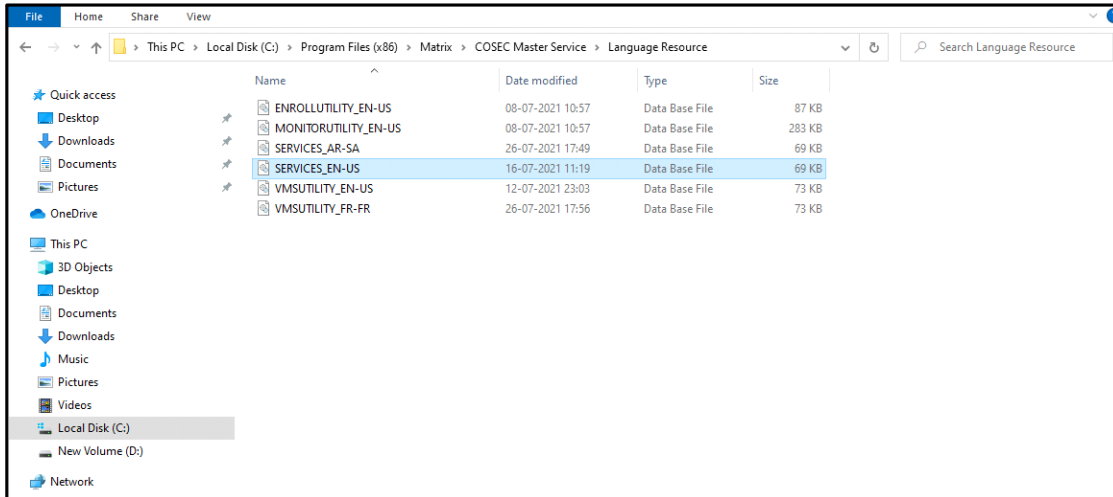 File Home Share View
This PC > Local Disk (C:) > Program Files (x86) > Matrix > COSEC Master Service > Language Resource
Search Language Resource
Name Date modified Type Size
Quick access
Desktop
Downloads
Documents
Pictures
OneDrive
This PC
3D Objects
Desktop
Documents
Downloads
Music
Pictures
Videos
Local Disk (C:)
New Volume (D:)
Network
ENROLLUTILITY_EN-US 08-07-2021 10:57 Data Base File 87 KB
MONITORUTILITY_EN-US 08-07-2021 10:57 Data Base File 283 KB
SERVICES_AR-SA 26-07-2021 17:49 Data Base File 69 KB
SERVICES_EN-US 16-07-2021 11:19 Data Base File 69 KB
VMSUTILITY_EN-US 12-07-2021 23:03 Data Base File 73 KB
VMSUTILITY_FR-FR 26-07-2021 17:56 Data Base File 73 KB